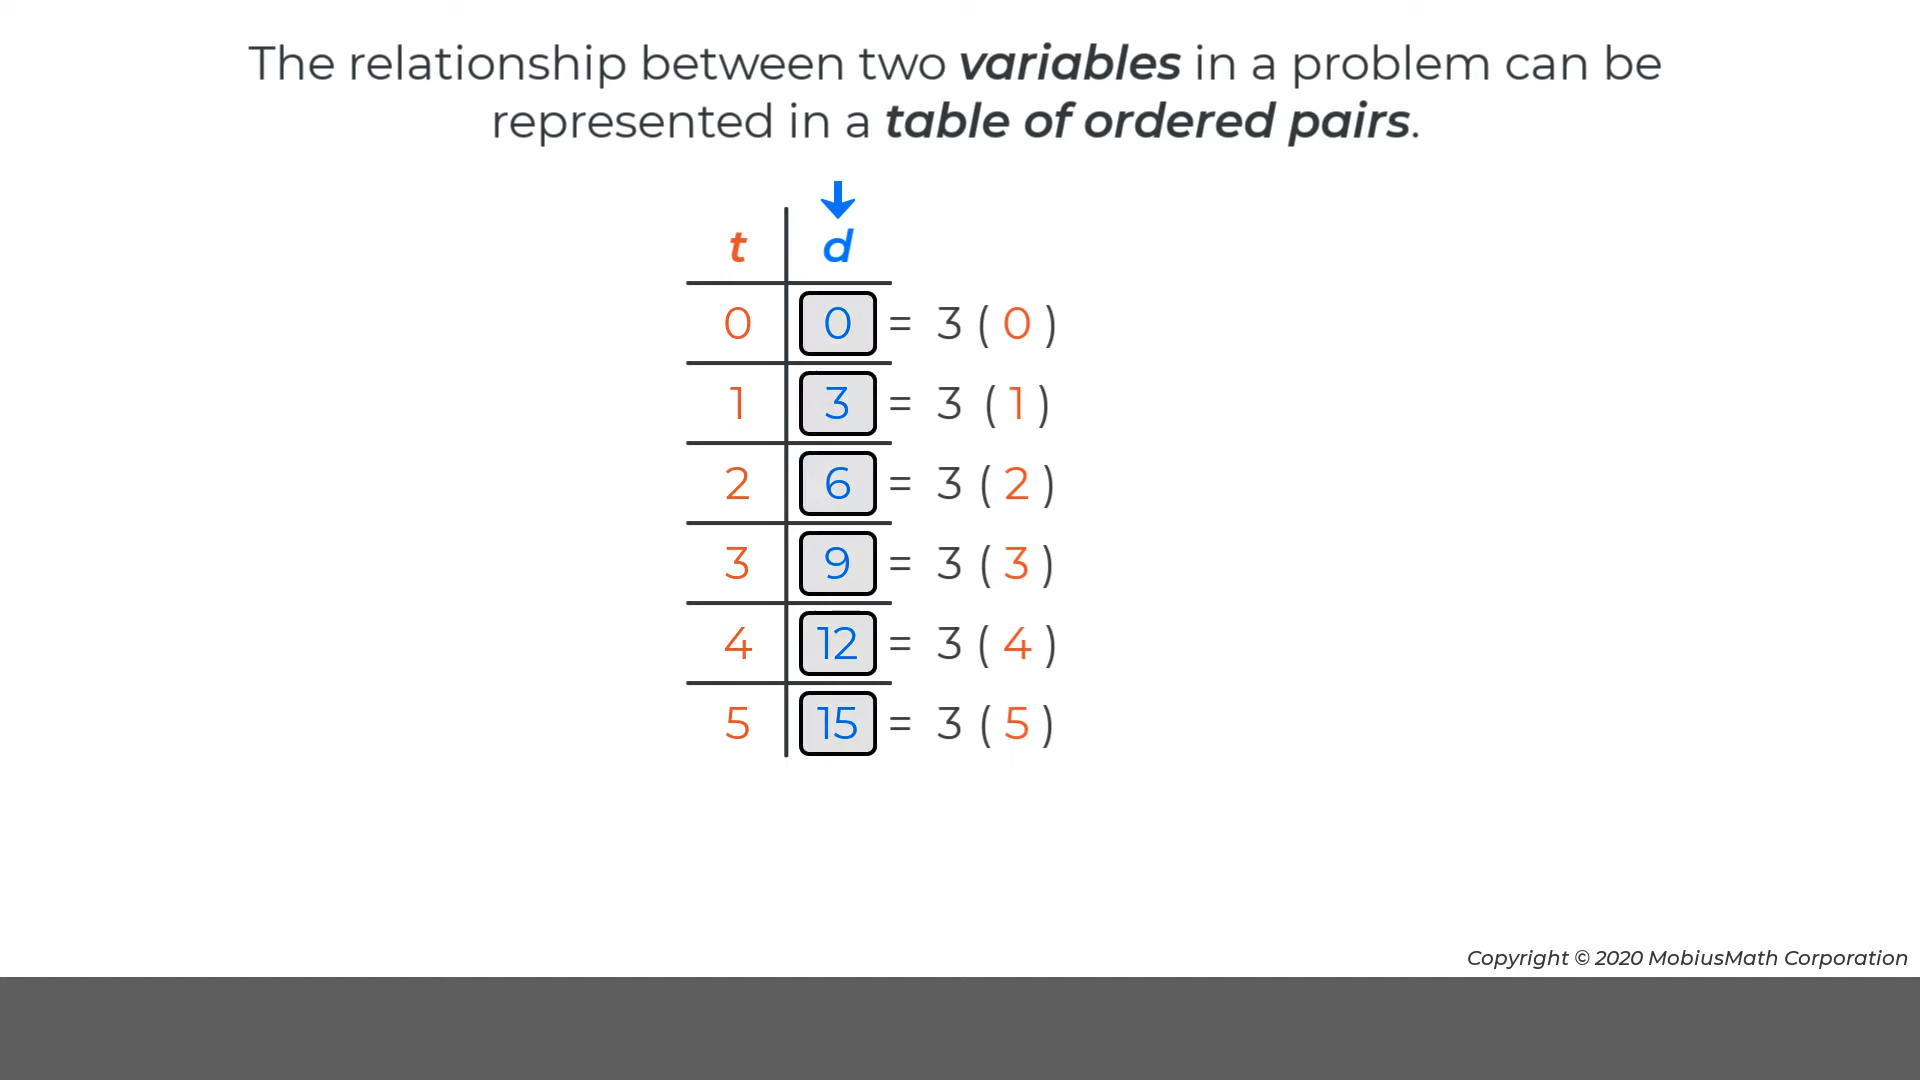 The relationship between two variables in a problem can be
represented in a table of ordered pairs.
t d
0 0 = 3 ( 0 )
1 3 = 3 ( 1 )
2 6 = 3 ( 2 )
3 9 = 3 ( 3 )
4 12 = 3 ( 4 )
5 15 = 3 ( 5 )
Copyright © 2020 MobiusMath Corporation